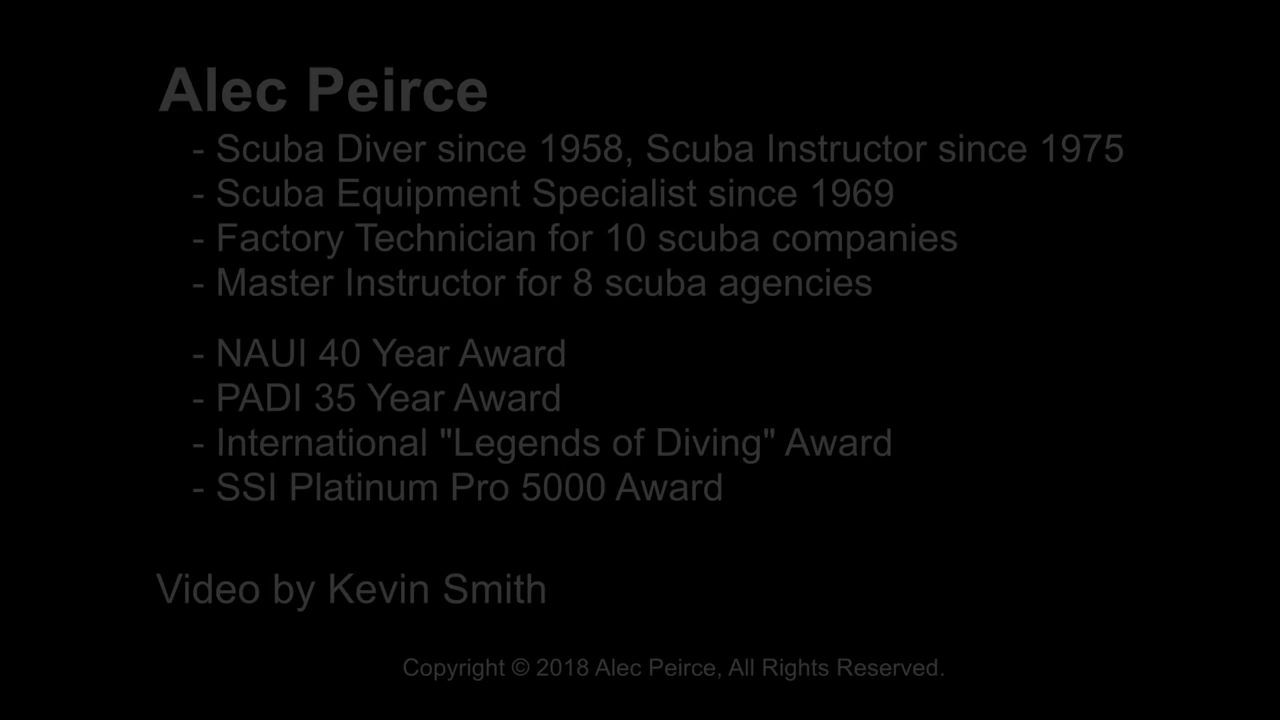 Alec Peirce
- Scuba Diver since 1958, Scuba Instructor since 1975
- Scuba Equipment Specialist since 1969
- Factory Technician for 10 scuba companies
- Master Instructor for 8 scuba agencies
- NAUI 40 Year Award
- PADI 35 Year Award
- International "Legends of Diving" Award
- SSI Platinum Pro 5000 Award
Video by Kevin Smith
Copyright © 2018 Alec Peirce, All Rights Reserved.